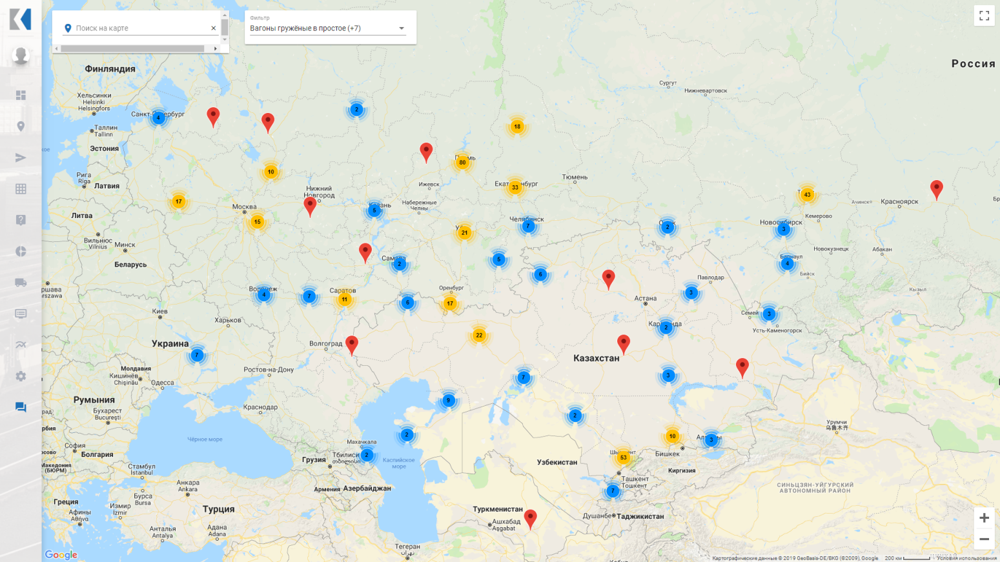 Поиск на карте
Фильтр
Вагоны гружёные в простое (+7)
Россия
Финляндия
Сургут
Нижневартовск
Хельсинки
Helsinki
Helsingfors
Санкт-Петербург
4
2
18
Таллин
Tallinn
Эстония
80
10
Ижевск
Екатеринбург
33
Тюмень
43
Рига
Rīga
Латвия
Нижний
Новгород
Набережные
Челны
Казань
5
17
Москва
15
Ачинск
Красноярск
Кемерово
Литва
Челябинск
7
21
2
Новосибирск
3
Вильнюс
Vilnius
Минск
Новокузнецк
Абакан
Беларусь
Самара
2
5
6
Барнаул
4
Бийск
Павлодар
Воронеж
4
7
Саратов
11
Оренбург
17
6
Астана
3
Кызыл
Киев
Харьков
Семей
3
Усть-Каменогорск
Караганда
2
22
Украина
7
Волгоград
Казахстан
Молдавия
Кишинёв
Chișinău
Одесса
Ростов-на-Дону
7
3
Румыния
Бухарест
București
Краснодар
9
2
Урумчи
乌鲁木齐
2
Чёрное море
Махачкала
2
Каспийское
море
10
Алматы
3
Бишкек
София
Болгария
Македония
(БЮРМ)
Стамбул
İstanbul
Грузия
Тбилиси
თბილისი
Узбекистан
Шымкент
53
Киргизия
Ташкент
Тошкент
7
СИНЬЦЗЯН-УЙГУРСКИЙ
АВТОНОМНЫЙ РАЙОН
Анкара
Ankara
Армения
Азербайджан
Греция
Бурса
Bursa
Измир
İzmir
Афины
Αθήνα
Турция
Туркменистан
Ашхабад
Aşgabat
Душанбе
Таджикистан
Анталья
Antalya
Адана
Adana
Тегеран
تهران
Google
Картографические данные © 2019 GeoBasis-DE/BKG (©2009), Google
200 км
Условия использования